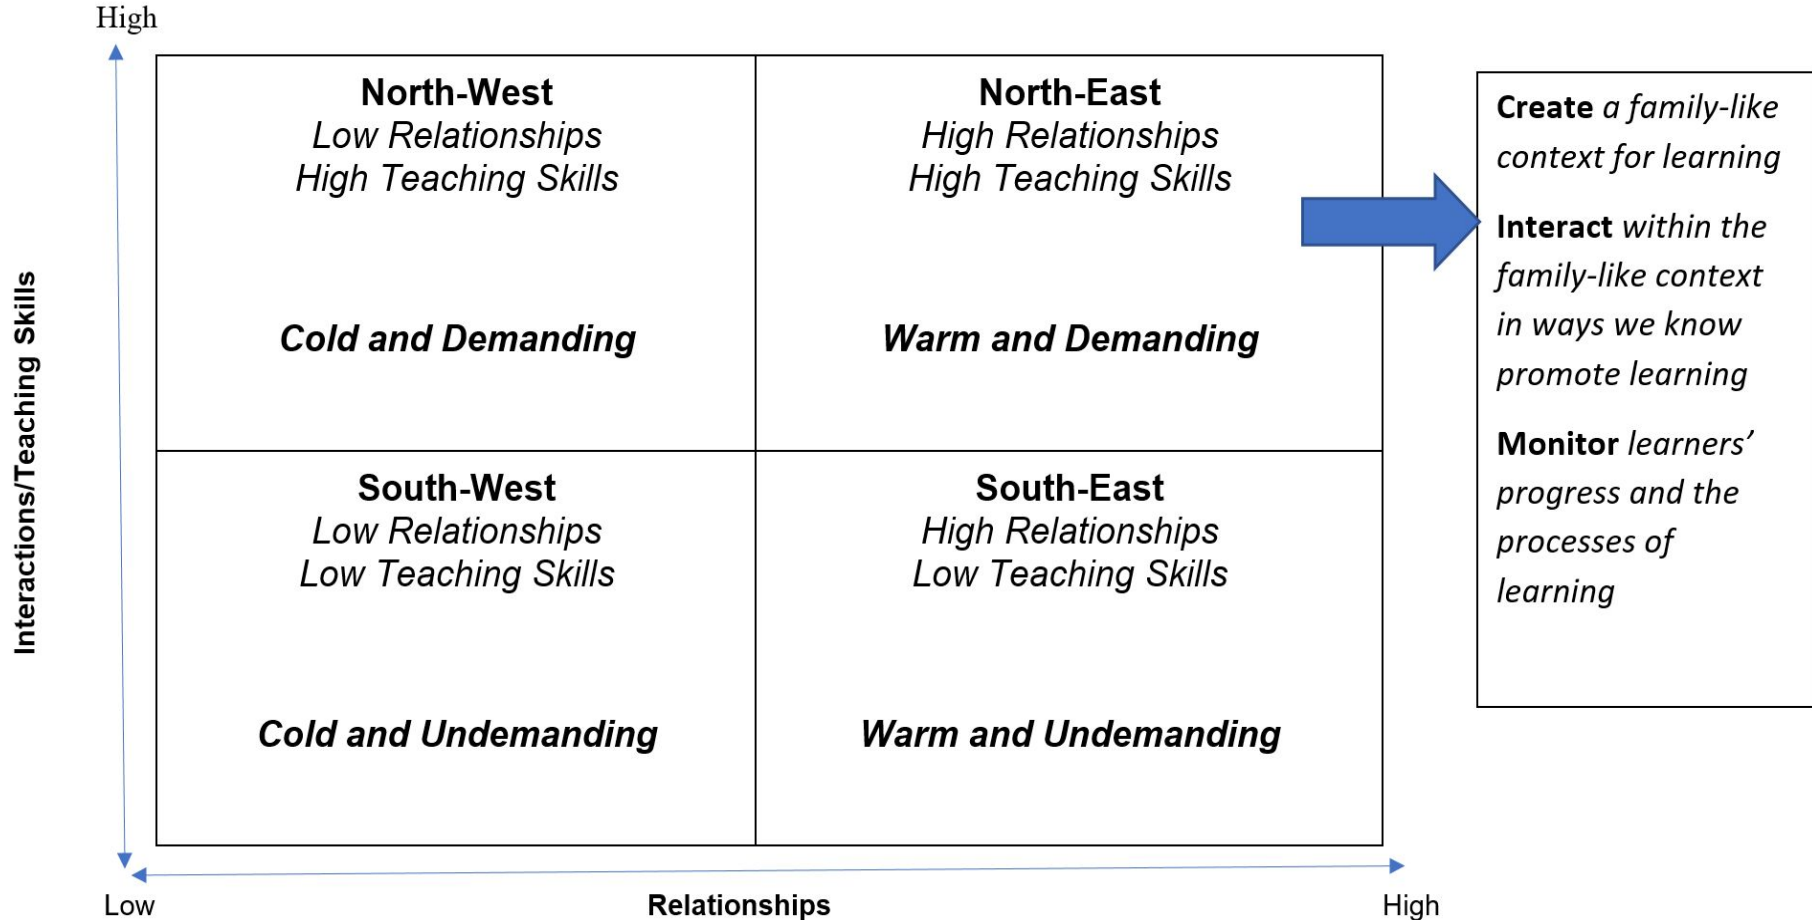 High
North-West
Low Relationships
High Teaching Skills
Cold and Demanding
North-East
High Relationships
High Teaching Skills
Warm and Demanding
Create a family-like
context for learning
Interact within the
family-like context
in ways we know
promote learning
Monitor learners’
progress and the
processes of
learning
Interactions/Teaching Skills
South-West
Low Relationships
Low Teaching Skills
Cold and Undemanding
South-East
High Relationships
Low Teaching Skills
Warm and Undemanding
Low
Relationships
High